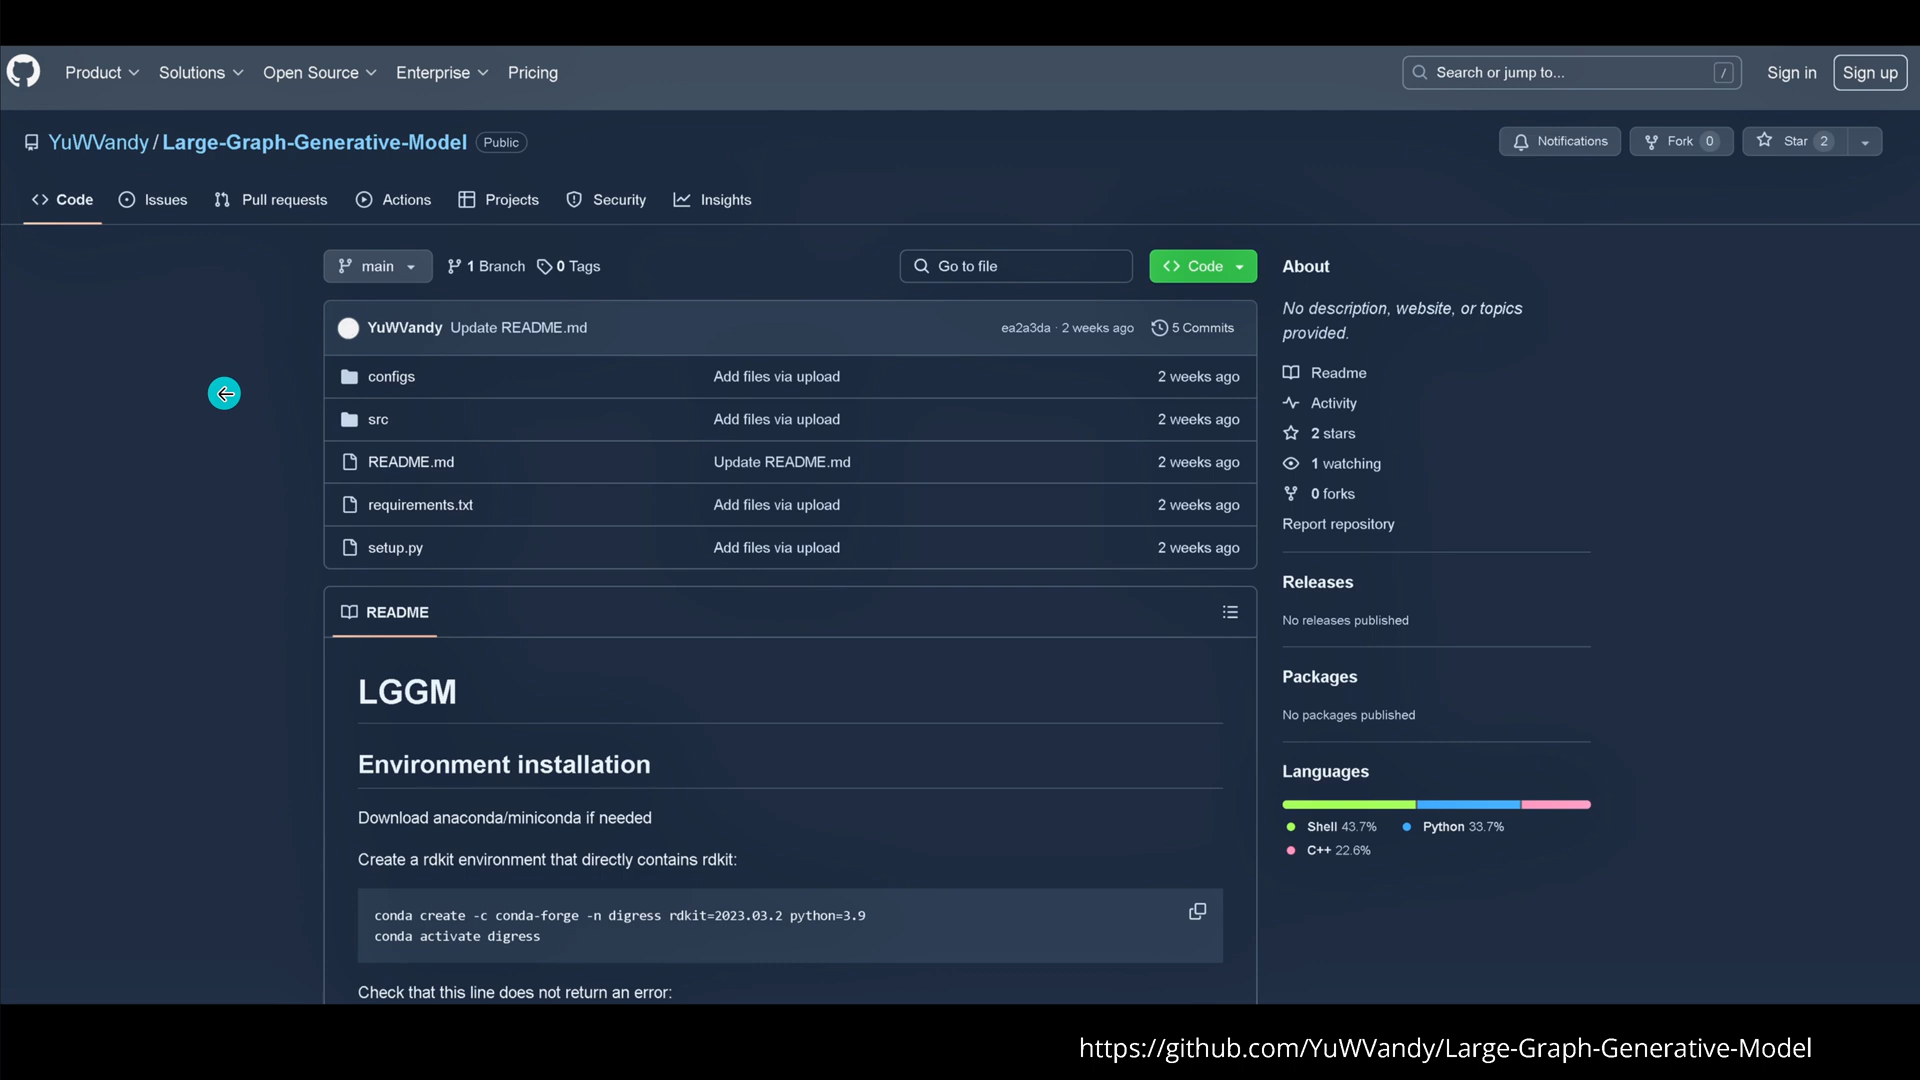 Product Solutions Open Source Enterprise Pricing Search or jump to... / Sign in Sign up
YuWVandy / Large-Graph-Generative-Model Public Notifications Fork 0 Star 2
Code Issues Pull requests Actions Projects Security Insights
main 1 Branch 0 Tags Go to file Code
YuWVandy Update README.md ea2a3da · 2 weeks ago 5 Commits
configs Add files via upload 2 weeks ago
src Add files via upload 2 weeks ago
README.md Update README.md 2 weeks ago
requirements.txt Add files via upload 2 weeks ago
setup.py Add files via upload 2 weeks ago
README
LGGM
Environment installation
Download anaconda/miniconda if needed
Create a rdkit environment that directly contains rdkit:
conda create -c conda-forge -n digress rdkit=2023.03.2 python=3.9
conda activate digress
Check that this line does not return an error:
About
No description, website, or topics
provided.
Readme
Activity
2 stars
1 watching
0 forks
Report repository
Releases
No releases published
Packages
No packages published
Languages
Shell 43.7% Python 33.7%
C++ 22.6%
https://github.com/YuWVandy/Large-Graph-Generative-Model